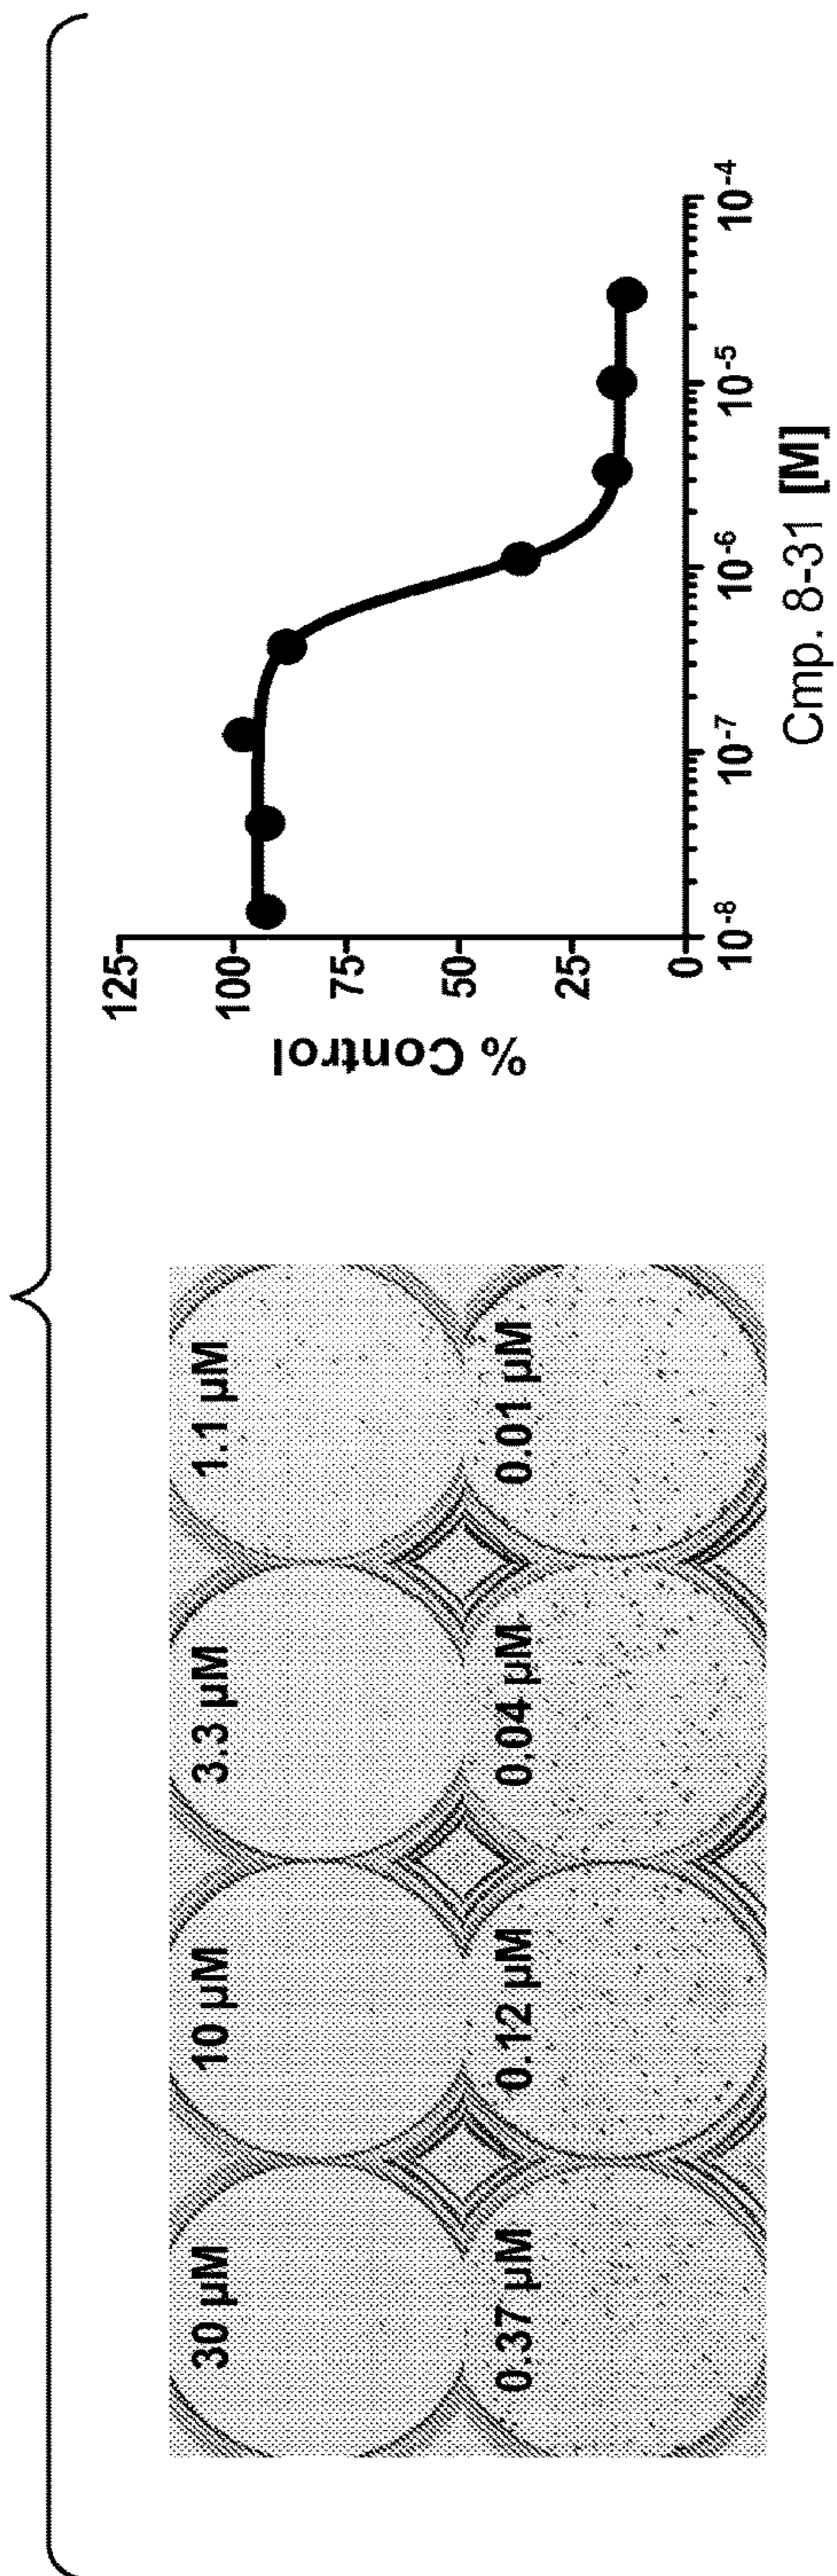 30 µM 10 µM 3.3 µM 1.1 µM
0.37 µM 0.12 µM 0.04 µM 0.01 µM
% Control
125
100
75
50
25
0
10-8 10-7 10-6 10-5 10-4
Cmp. 8-31 [M]